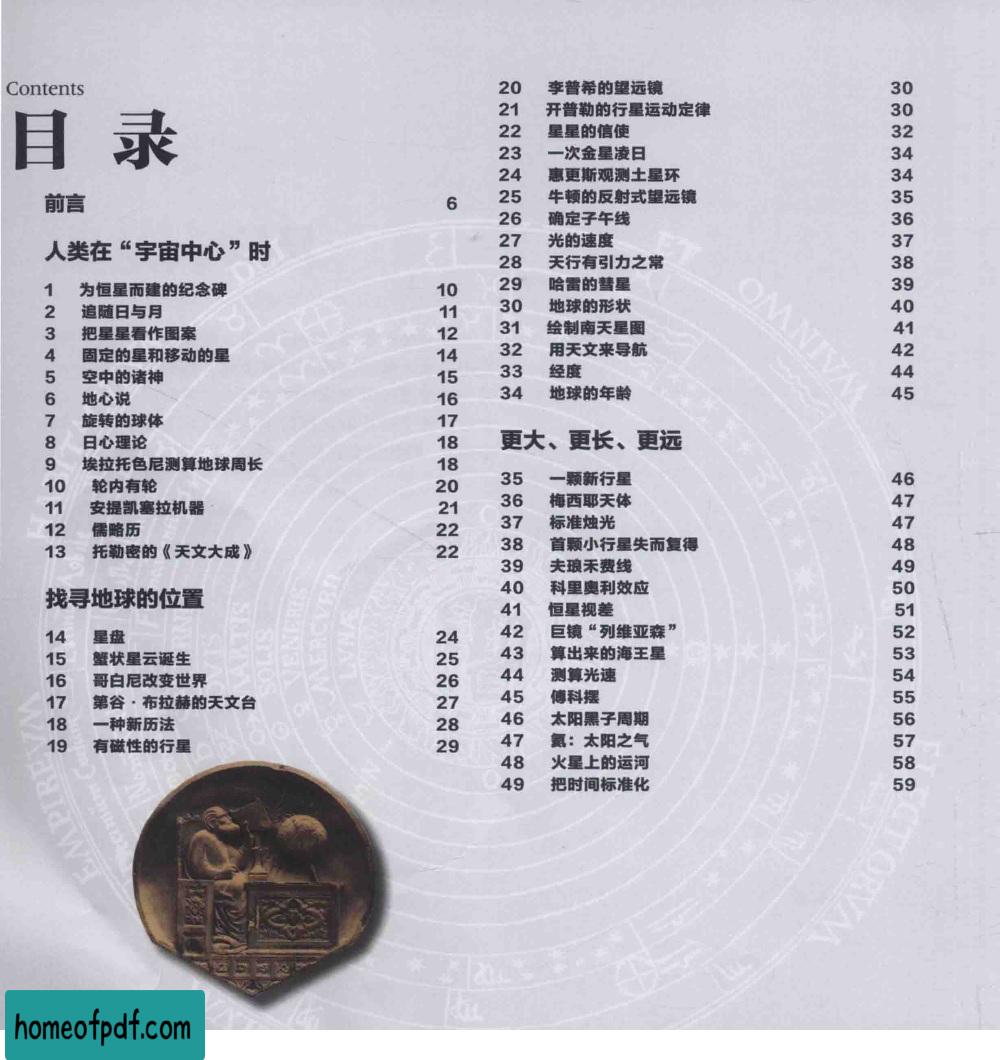 Contents
目 录
前言 6
人类在“宇宙中心”时
1 为恒星而建的纪念碑 10
2 追随日与月 11
3 把星星看作图案 12
4 固定的星和移动的星 14
5 空中的诸神 15
6 地心说 16
7 旋转的球体 17
8 日心理论 18
9 埃拉托色尼测算地球周长 18
10 轮内有轮 20
11 安提凯塞拉机器 21
12 儒略历 22
13 托勒密的《天文大成》 22
找寻地球的位置
14 星盘 24
15 蟹状星云诞生 25
16 哥白尼改变世界 26
17 第谷·布拉赫的天文台 27
18 一种新历法 28
19 有磁性的行星 29
20 李普希的望远镜 30
21 开普勒的行星运动定律 30
22 星星的信使 32
23 一次金星凌日 34
24 惠更斯观测土星环 34
25 牛顿的反射式望远镜 35
26 确定子午线 36
27 光的速度 37
28 天行有引力之常 38
29 哈雷的彗星 39
30 地球的形状 40
31 绘制南天星图 41
32 用天文来导航 42
33 经度 44
34 地球的年龄 45
更大、更长、更远
35 一颗新行星 46
36 梅西耶天体 47
37 标准烛光 47
38 首颗小行星失而复得 48
39 夫琅禾费线 49
40 科里奥利效应 50
41 恒星视差 51
42 巨镜“列维亚森” 52
43 算出来的海王星 53
44 测算光速 54
45 傅科摆 55
46 太阳黑子周期 56
47 氦：太阳之气 57
48 火星上的运河 58
49 把时间标准化 59
homeofpdf.com